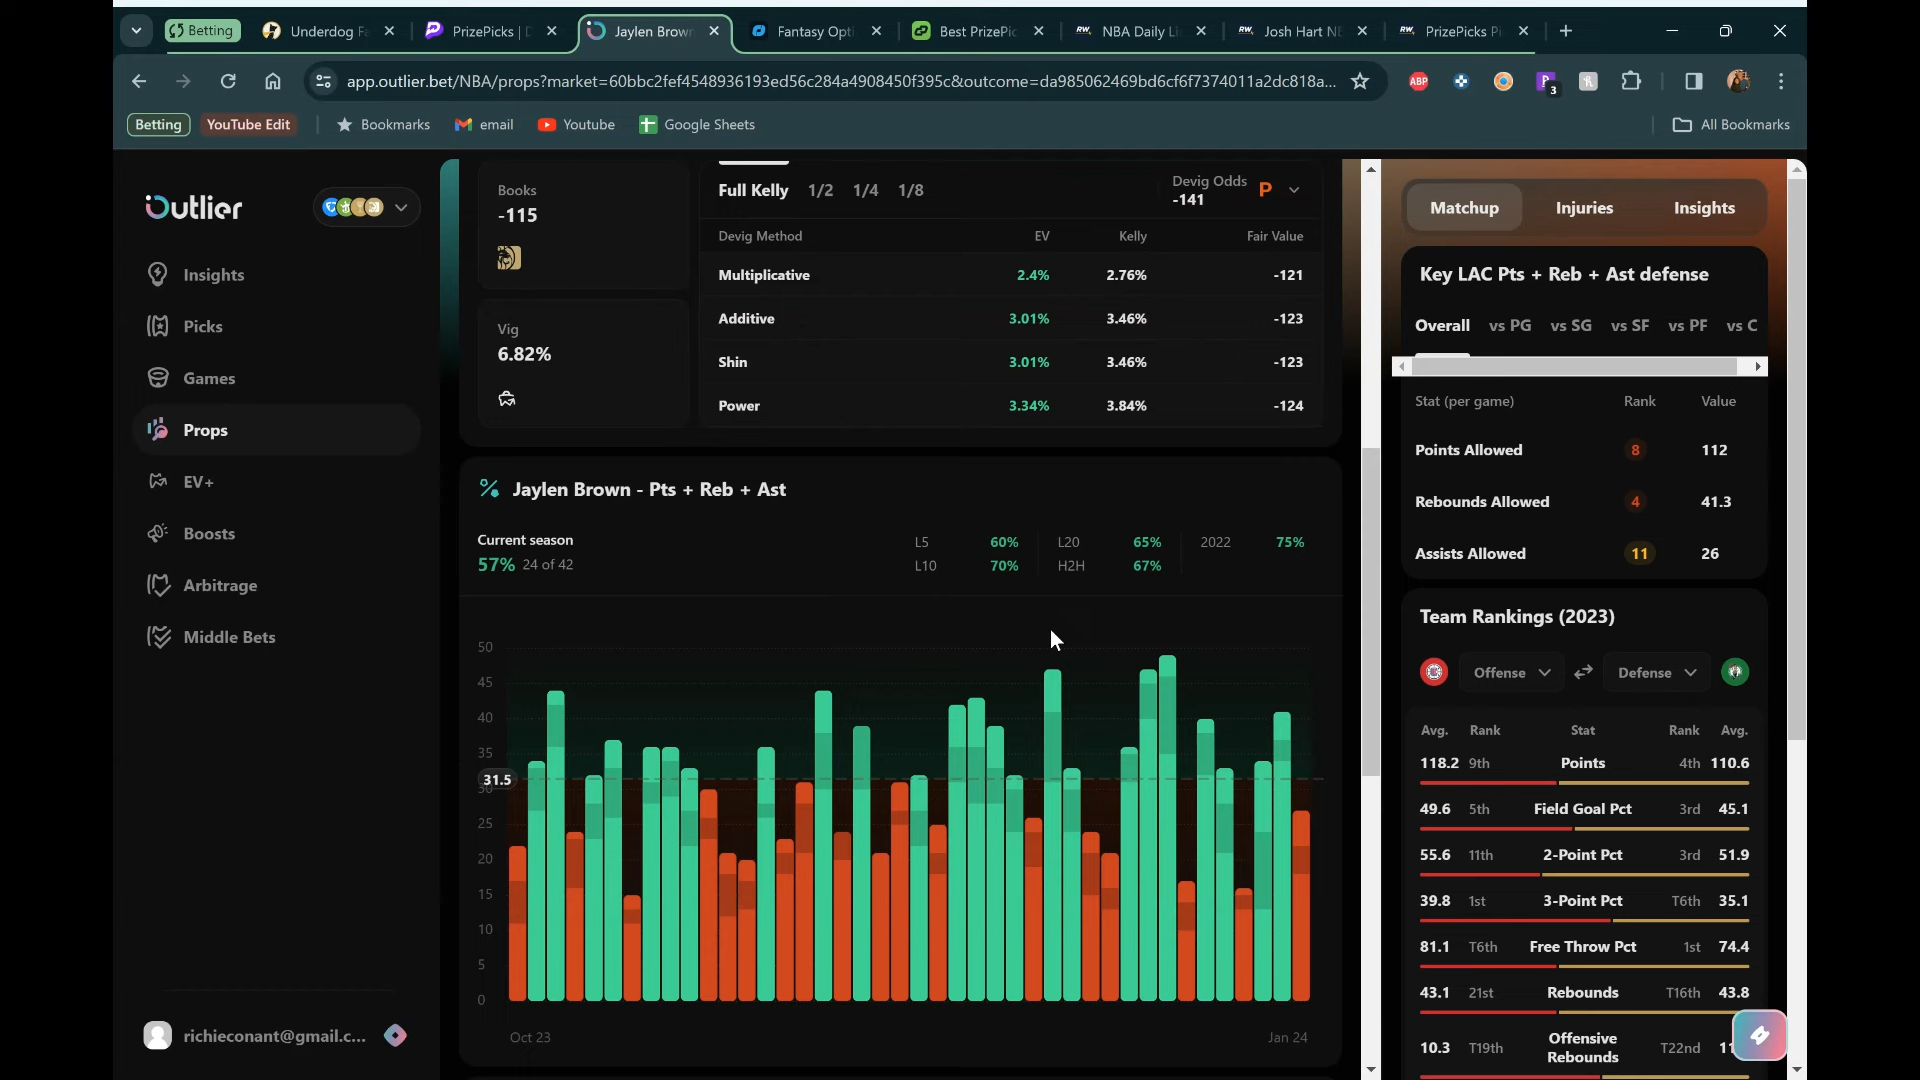 Betting
Underdog Fa
PrizePicks | D
Jaylen Brown
Fantasy Opti
Best PrizePic
NBA Daily Li
Josh Hart NB
PrizePicks Pi
app.outlier.bet/NBA/props?market=60bbc2fef4548936193ed56c284a4908450f395c&outcome=da985062469bd6cf6f7374011a2dc818a...
ABP
3
Betting
YouTube Edit
Bookmarks
email
Youtube
Google Sheets
All Bookmarks
Outlier
Insights
Picks
Games
Props
EV+
Boosts
Arbitrage
Middle Bets
richieconant@gmail.c...
Books
-115
Vig
6.82%
Full Kelly 1/2 1/4 1/8
Devig Odds
-141
Devig Method EV Kelly Fair Value
Multiplicative 2.4% 2.76% -121
Additive 3.01% 3.46% -123
Shin 3.01% 3.46% -123
Power 3.34% 3.84% -124
Jaylen Brown - Pts + Reb + Ast
Current season
57% 24 of 42
L5 60% L20 65% 2022 75%
L10 70% H2H 67%
50
45
40
35
31.5
30
25
20
15
10
5
0
Oct 23
Jan 24
Matchup Injuries Insights
Key LAC Pts + Reb + Ast defense
Overall vs PG vs SG vs SF vs PF vs C
Stat (per game) Rank Value
Points Allowed 8 112
Rebounds Allowed 4 41.3
Assists Allowed 11 26
Team Rankings (2023)
Offense Defense
Avg. Rank Stat Rank Avg.
118.2 9th Points 4th 110.6
49.6 5th Field Goal Pct 3rd 45.1
55.6 11th 2-Point Pct 3rd 51.9
39.8 1st 3-Point Pct T6th 35.1
81.1 T6th Free Throw Pct 1st 74.4
43.1 21st Rebounds T16th 43.8
10.3 T19th Offensive Rebounds T22nd